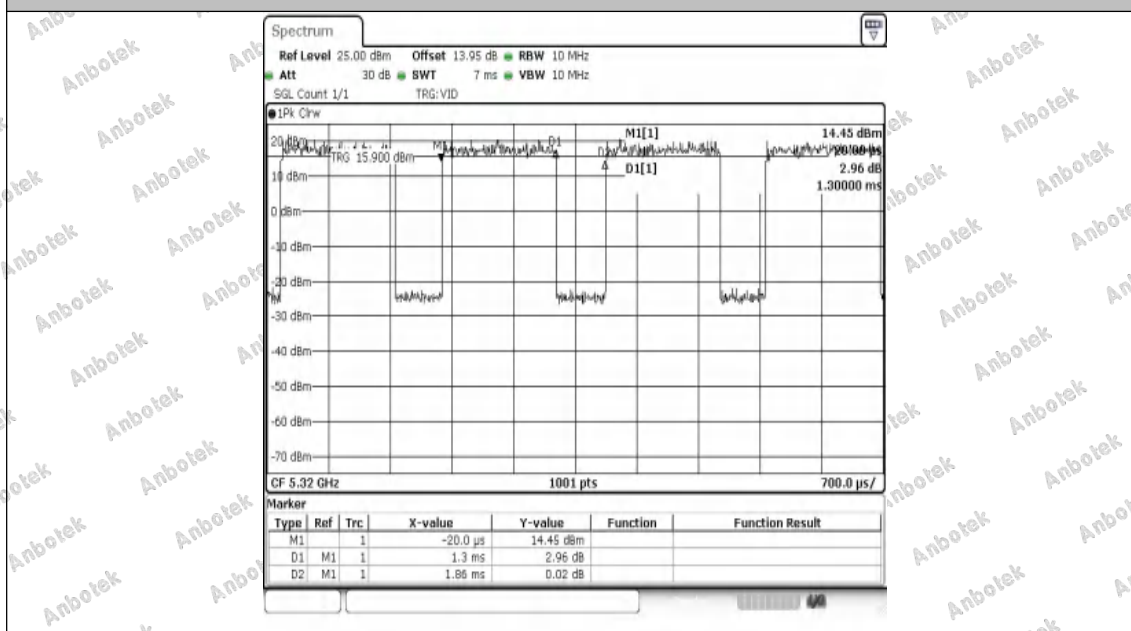 Spectrum
Ref Level 25.00 dBm Offset 13.95 dB RBW 10 MHz
Att 30 dB SWT 7 ms VBW 10 MHz
SGL Count 1/1 TRG:VID
1Pk Clrw
M1[1] 14.45 dBm
20 dBm M1 D1
TRG 15.900 dBm
D1[1] 2.96 dB
10 dBm
1.30000 ms
0 dBm
-10 dBm
-20 dBm
-30 dBm
-40 dBm
-50 dBm
-60 dBm
-70 dBm
CF 5.32 GHz 1001 pts 700.0 µs/
Marker
Type Ref Trc X-value Y-value Function Function Result
M1 1 -20.0 µs 14.45 dBm
D1 M1 1 1.3 ms 2.96 dB
D2 M1 1 1.86 ms 0.02 dB
Anbotek